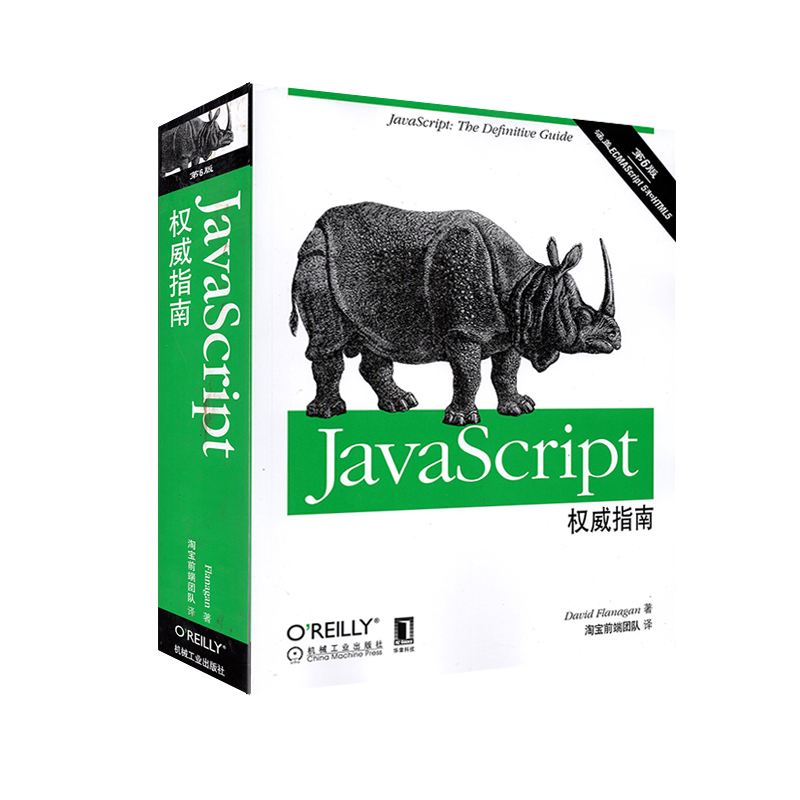 第6版
JavaScript
权威指南
Flanagan 著
淘宝前端团队 译
O'REILLY®
机械工业出版社
JavaScript: The Definitive Guide
第6版
涵盖ECMAScript 5和HTML5
JavaScript
权威指南
David Flanagan 著
淘宝前端团队 译
O'REILLY®
机械工业出版社
China Machine Press
华章科技